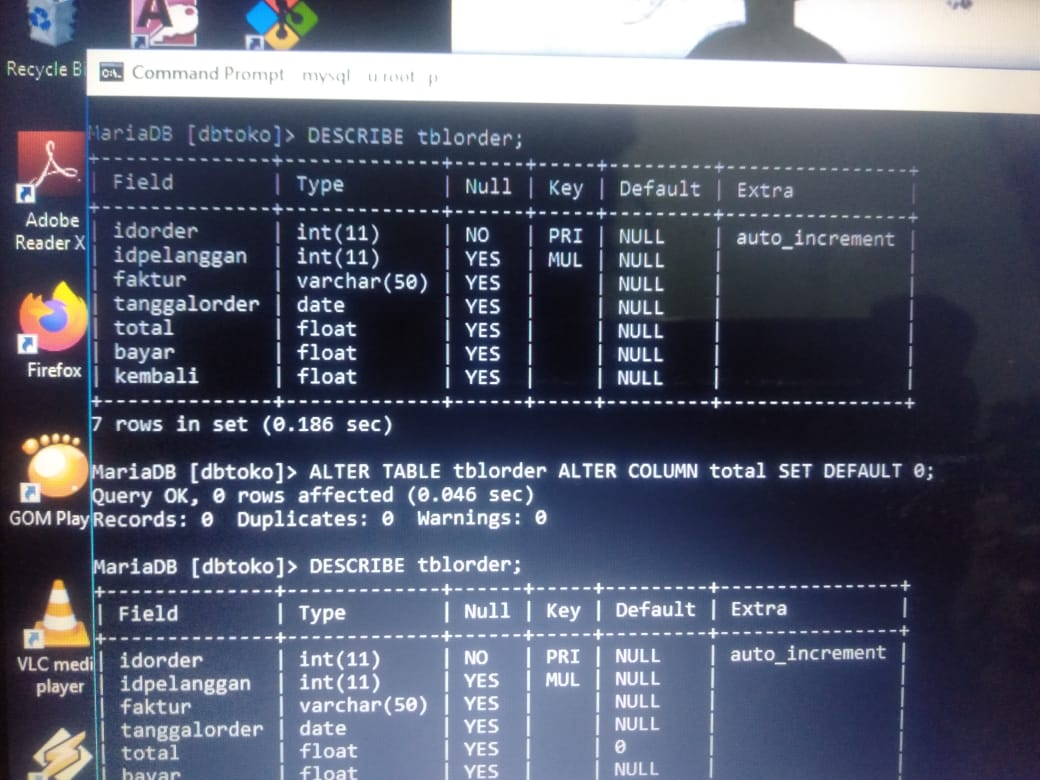 Recycle Bi
Command Prompt mysql u root p
MariaDB [dbtoko]> DESCRIBE tblorder;
| Field | Type | Null | Key | Default | Extra
| idorder | int(11) | NO | PRI | NULL | auto_increment |
| idpelanggan | int(11) | YES | MUL | NULL | |
| faktur | varchar(50) | YES | | NULL | |
| tanggalorder | date | YES | | NULL | |
| total | float | YES | | NULL | |
| bayar | float | YES | | NULL | |
| kembali | float | YES | | NULL | |
7 rows in set (0.186 sec)
MariaDB [dbtoko]> ALTER TABLE tblorder ALTER COLUMN total SET DEFAULT 0;
Query OK, 0 rows affected (0.046 sec)
Records: 0 Duplicates: 0 Warnings: 0
MariaDB [dbtoko]> DESCRIBE tblorder;
| Field | Type | Null | Key | Default | Extra |
| idorder | int(11) | NO | PRI | NULL | auto_increment |
| idpelanggan | int(11) | YES | MUL | NULL | |
| faktur | varchar(50) | YES | | NULL | |
| tanggalorder | date | YES | | NULL | |
| total | float | YES | | 0 | |
| bayar | float | YES | | NULL | |
Adobe
Reader X
Firefox
GOM Play
VLC medi
player